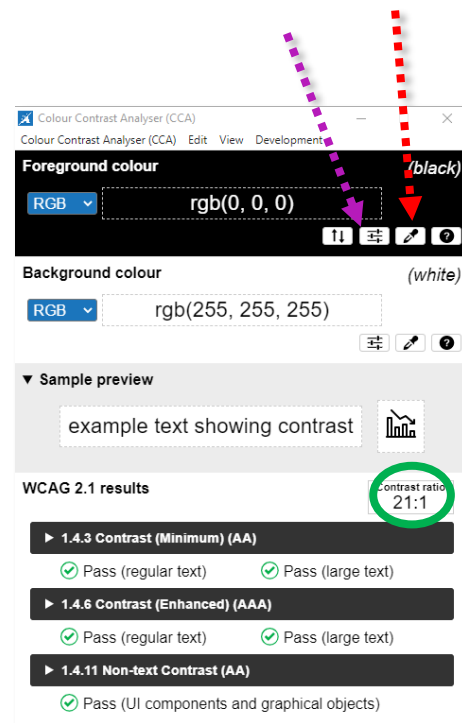 Colour Contrast Analyser (CCA)
Colour Contrast Analyser (CCA) Edit View Development
Foreground colour (black)
RGB rgb(0, 0, 0)
Background colour (white)
RGB rgb(255, 255, 255)
▼ Sample preview
example text showing contrast
WCAG 2.1 results Contrast ratio
21:1
▶ 1.4.3 Contrast (Minimum) (AA)
Pass (regular text) Pass (large text)
▶ 1.4.6 Contrast (Enhanced) (AAA)
Pass (regular text) Pass (large text)
▶ 1.4.11 Non-text Contrast (AA)
Pass (UI components and graphical objects)